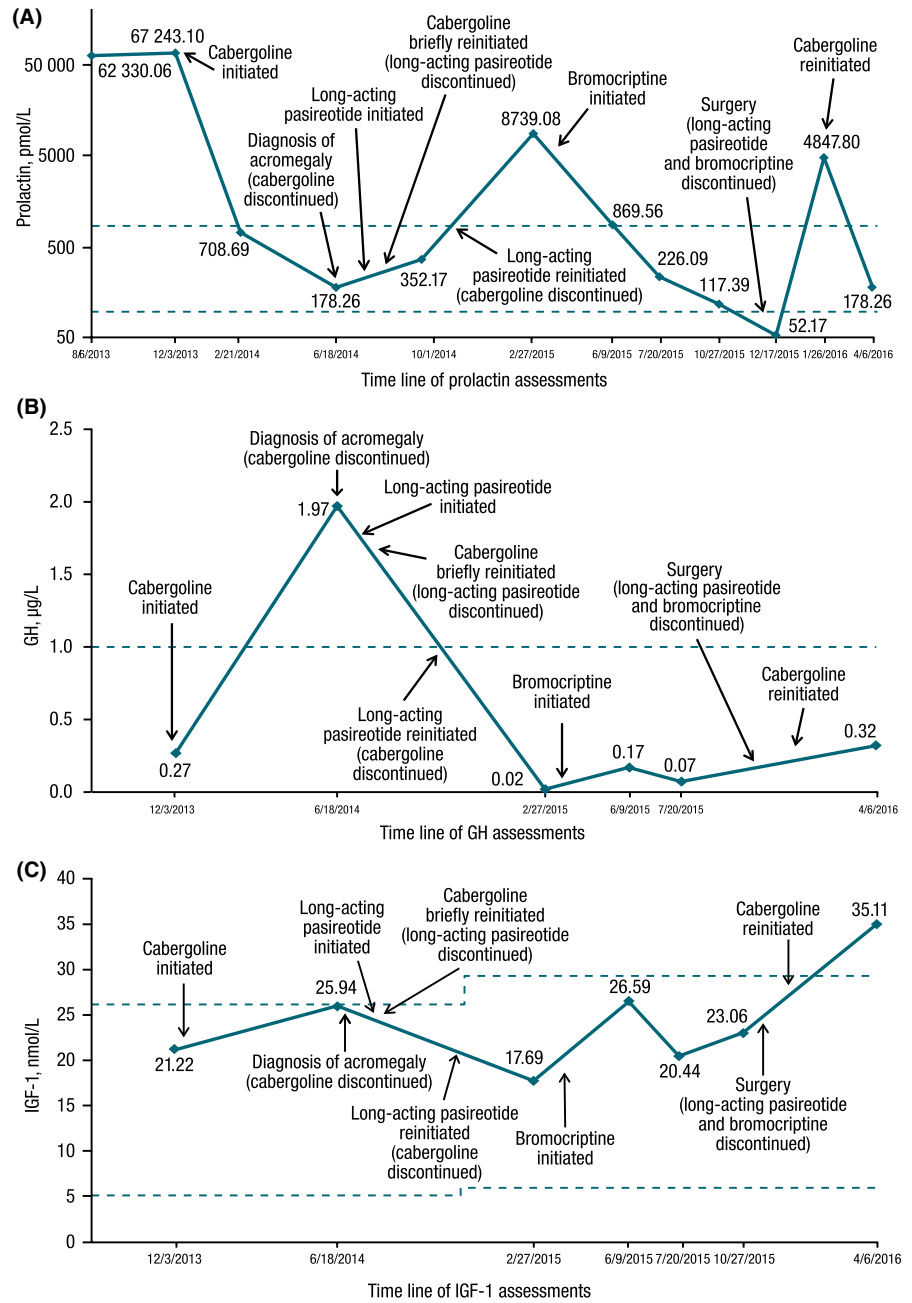 (A)
67 243.10
62 330.06
Cabergoline
initiated
Cabergoline
briefly reinitiated
(long-acting pasireotide
discontinued)
Long-acting
pasireotide initiated
Diagnosis of
acromegaly
(cabergoline
discontinued)
8739.08
Bromocriptine
initiated
Surgery
(long-acting
pasireotide
and bromocriptine
discontinued)
Cabergoline
reinitiated
4847.80
708.69
178.26
352.17
Long-acting
pasireotide reinitiated
(cabergoline discontinued)
869.56
226.09
117.39
52.17
178.26
Prolactin, pmol/L
50 000
5000
500
50
8/6/2013 12/3/2013 2/21/2014 6/18/2014 10/1/2014 2/27/2015 6/9/2015 7/20/2015 10/27/2015 12/17/2015 1/26/2016 4/6/2016
Time line of prolactin assessments
(B)
GH, µg/L
2.5
2.0
1.5
1.0
0.5
0.0
Diagnosis of acromegaly
(cabergoline discontinued)
1.97
Long-acting pasireotide
initiated
Cabergoline
briefly reinitiated
(long-acting pasireotide
discontinued)
Cabergoline
initiated
0.27
Surgery
(long-acting pasireotide
and bromocriptine
discontinued)
Long-acting
pasireotide reinitiated
(cabergoline
discontinued)
Bromocriptine
initiated
Cabergoline
reinitiated
0.02
0.17
0.07
0.32
12/3/2013 6/18/2014 2/27/2015 6/9/2015 7/20/2015 4/6/2016
Time line of GH assessments
(C)
IGF-1, nmol/L
40
35
30
25
20
15
10
5
0
Cabergoline
initiated
21.22
Long-acting
pasireotide
initiated
Cabergoline
briefly reinitiated
(long-acting pasireotide
discontinued)
25.94
Diagnosis of acromegaly
(cabergoline discontinued)
Long-acting pasireotide
reinitiated
(cabergoline
discontinued)
17.69
Bromocriptine
initiated
26.59
20.44
23.06
Cabergoline
reinitiated
35.11
Surgery
(long-acting pasireotide
and bromocriptine
discontinued)
12/3/2013 6/18/2014 2/27/2015 6/9/2015 7/20/2015 10/27/2015 4/6/2016
Time line of IGF-1 assessments